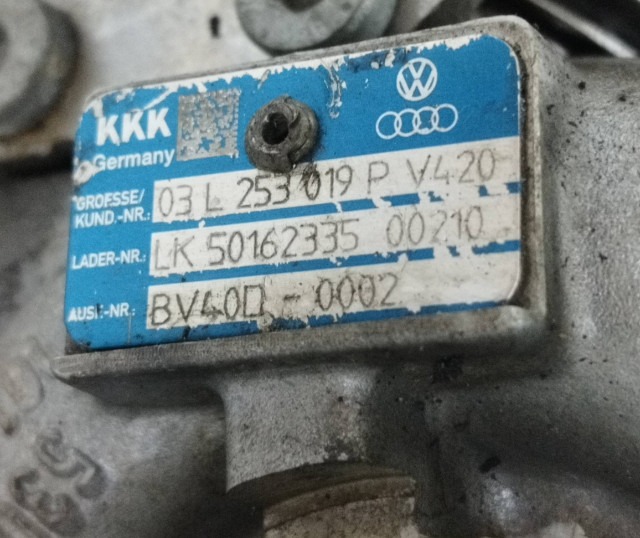 KKK
Germany
GROESSE/
KUND.-NR.: 03 L 253 019 P V420
LADER-NR.: LK 50162335 00210
AUSF.-NR.: BV40D - 0002